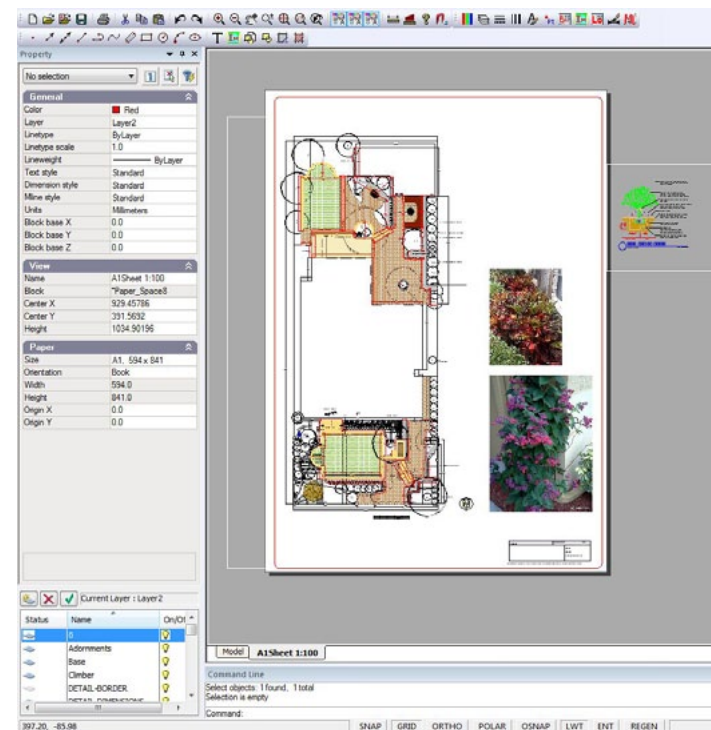 Property
No selection
General
Color Red
Layer Layer2
Linetype ByLayer
Linetype scale 1.0
Lineweight ByLayer
Text style Standard
Dimension style Standard
Mline style Standard
Units Millimeters
Block base X 0.0
Block base Y 0.0
Block base Z 0.0
View
Name A1Sheet 1:100
Block *Paper_Space8
Center X 929.45786
Center Y 391.5692
Height 1034.90196
Paper
Size A1, 594 x 841
Orientation Book
Width 594.0
Height 841.0
Origin X 0.0
Origin Y 0.0
Current Layer : Layer2
Status Name On/Of
0
Adornments
Base
Climber
DETAIL-BORDER
DETAIL-DIMENSIONS
Model A1Sheet 1:100
Command Line
Select objects: 1 found, 1 total
Selection is empty
Command:
397.20, -85.98 SNAP GRID ORTHO POLAR OSNAP LWT ENT REGEN